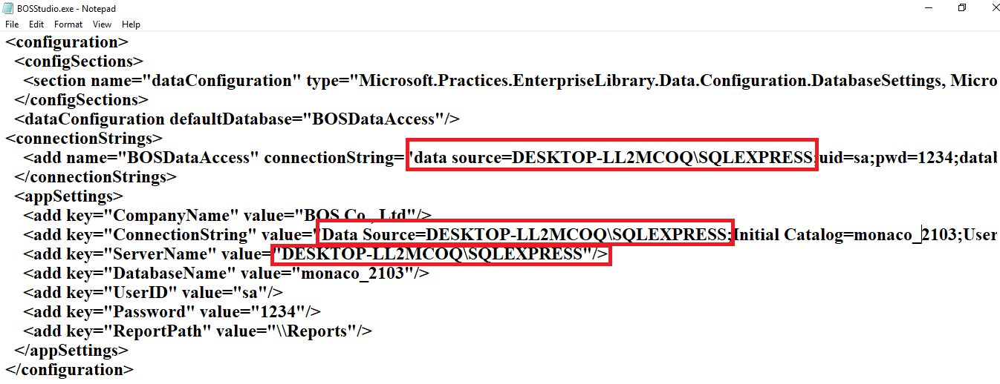 BOSStudio.exe - Notepad
File Edit Format View Help
<configuration>
<configSections>
<section name="dataConfiguration" type="Microsoft.Practices.EnterpriseLibrary.Data.Configuration.DatabaseSettings, Micro
</configSections>
<dataConfiguration defaultDatabase="BOSDataAccess"/>
<connectionStrings>
<add name="BOSDataAccess" connectionString="data source=DESKTOP-LL2MCOQ\SQLEXPRESS;uid=sa;pwd=1234;datab
</connectionStrings>
<appSettings>
<add key="CompanyName" value="BOS Co., Ltd"/>
<add key="ConnectionString" value="Data Source=DESKTOP-LL2MCOQ\SQLEXPRESS;Initial Catalog=monaco_2103;User
<add key="ServerName" value="DESKTOP-LL2MCOQ\SQLEXPRESS"/>
<add key="DatabaseName" value="monaco_2103"/>
<add key="UserID" value="sa"/>
<add key="Password" value="1234"/>
<add key="ReportPath" value="\\Reports"/>
</appSettings>
</configuration>